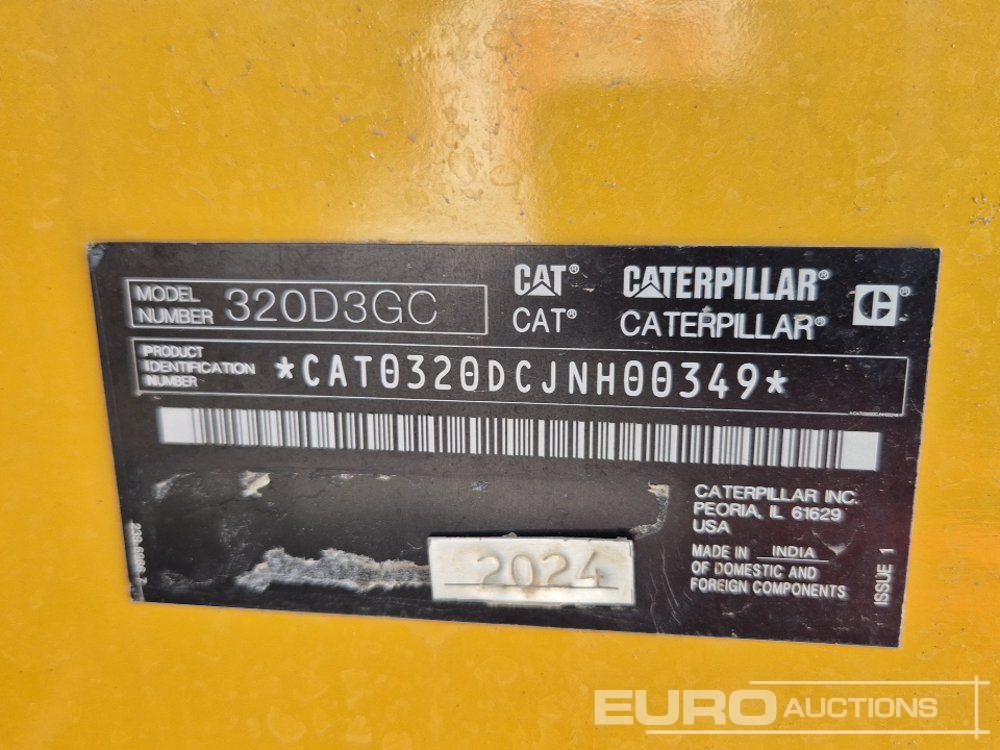 MODEL NUMBER 320D3GC
CAT® CATERPILLAR®
CAT® CATERPILLAR®
PRODUCT
IDENTIFICATION
NUMBER
*CAT0320DCJNH00349*
CATERPILLAR INC.
PEORIA, IL 61629
USA
MADE IN INDIA
OF DOMESTIC AND
FOREIGN COMPONENTS
ISSUE 1
2024
EURO AUCTIONS